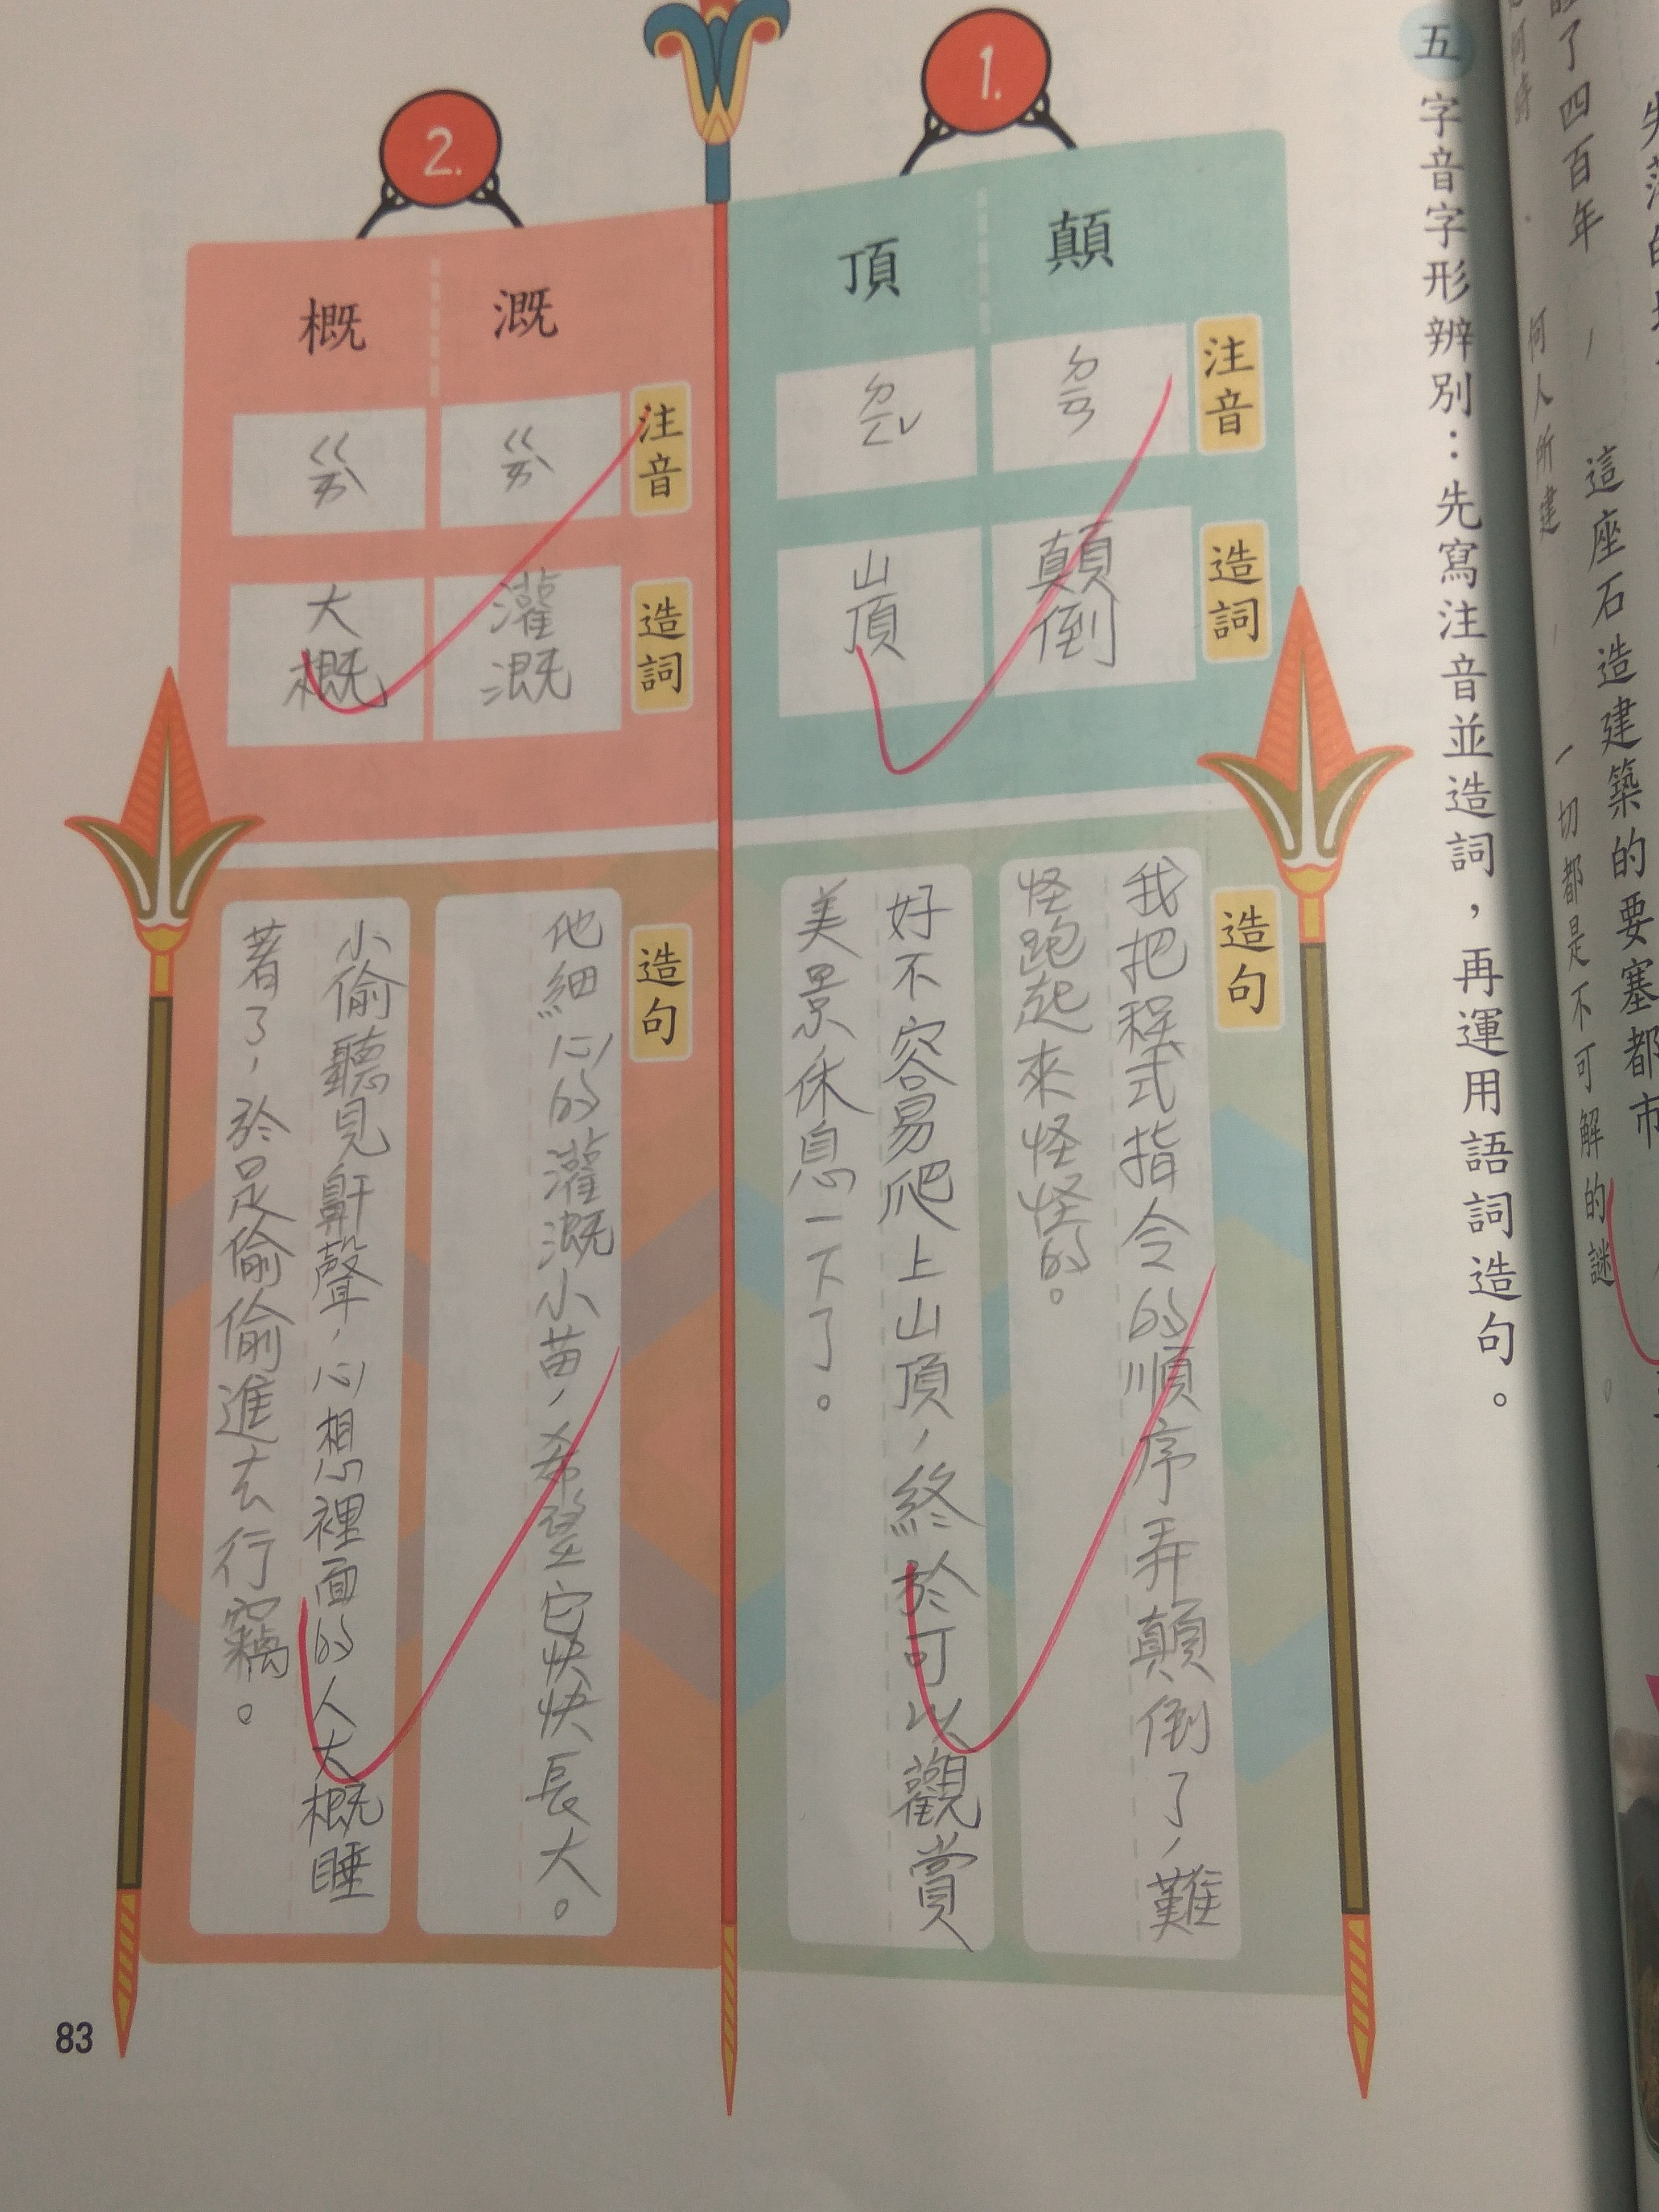 五 字音字形辨別：先寫注音並造詞，再運用語詞造句。
1.
注音
造詞
造句
顛
ㄉㄧㄢ
顛倒
我把程式指令的順序弄顛倒了，難
怪跑起來怪怪的。
頂
ㄉㄧㄥˇ
山頂
好不容易爬上山頂，終於可以觀賞
美景休息一下了。
2.
注音
造詞
造句
溉
ㄍㄞˋ
灌溉
他細心的灌溉小苗，希望它快快長大。
概
ㄍㄞˋ
大概
小偷聽見鼾聲，心想裡面的人大概睡
著了，於是偷偷進去行竊。
83
這座石造建築的要塞都市
何人所建
一切都是不可解的謎。
了四百年